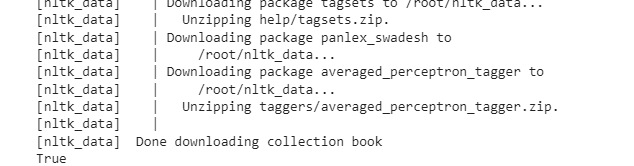 [nltk_data]    | Downloading package tagsets to /root/nltk_data...
[nltk_data]    |   Unzipping help/tagsets.zip.
[nltk_data]    | Downloading package panlex_swadesh to
[nltk_data]    |     /root/nltk_data...
[nltk_data]    | Downloading package averaged_perceptron_tagger to
[nltk_data]    |     /root/nltk_data...
[nltk_data]    |   Unzipping taggers/averaged_perceptron_tagger.zip.
[nltk_data]    |
[nltk_data]  Done downloading collection book
True